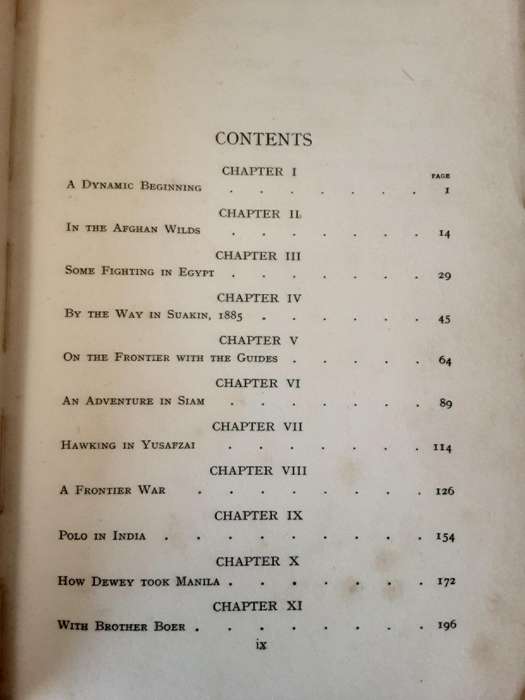 CONTENTS
CHAPTER I
PAGE
A Dynamic Beginning . . . . . . . 1
CHAPTER II
In the Afghan Wilds . . . . . . 14
CHAPTER III
Some Fighting in Egypt . . . . . . 29
CHAPTER IV
By the Way in Suakin, 1885 . . . . . . 45
CHAPTER V
On the Frontier with the Guides . . . . . 64
CHAPTER VI
An Adventure in Siam . . . . . . 89
CHAPTER VII
Hawking in Yusafzai . . . . . . 114
CHAPTER VIII
A Frontier War . . . . . . . 126
CHAPTER IX
Polo in India . . . . . . . . 154
CHAPTER X
How Dewey took Manila . . . . . . . 172
CHAPTER XI
With Brother Boer . . . . . . . . 196
ix